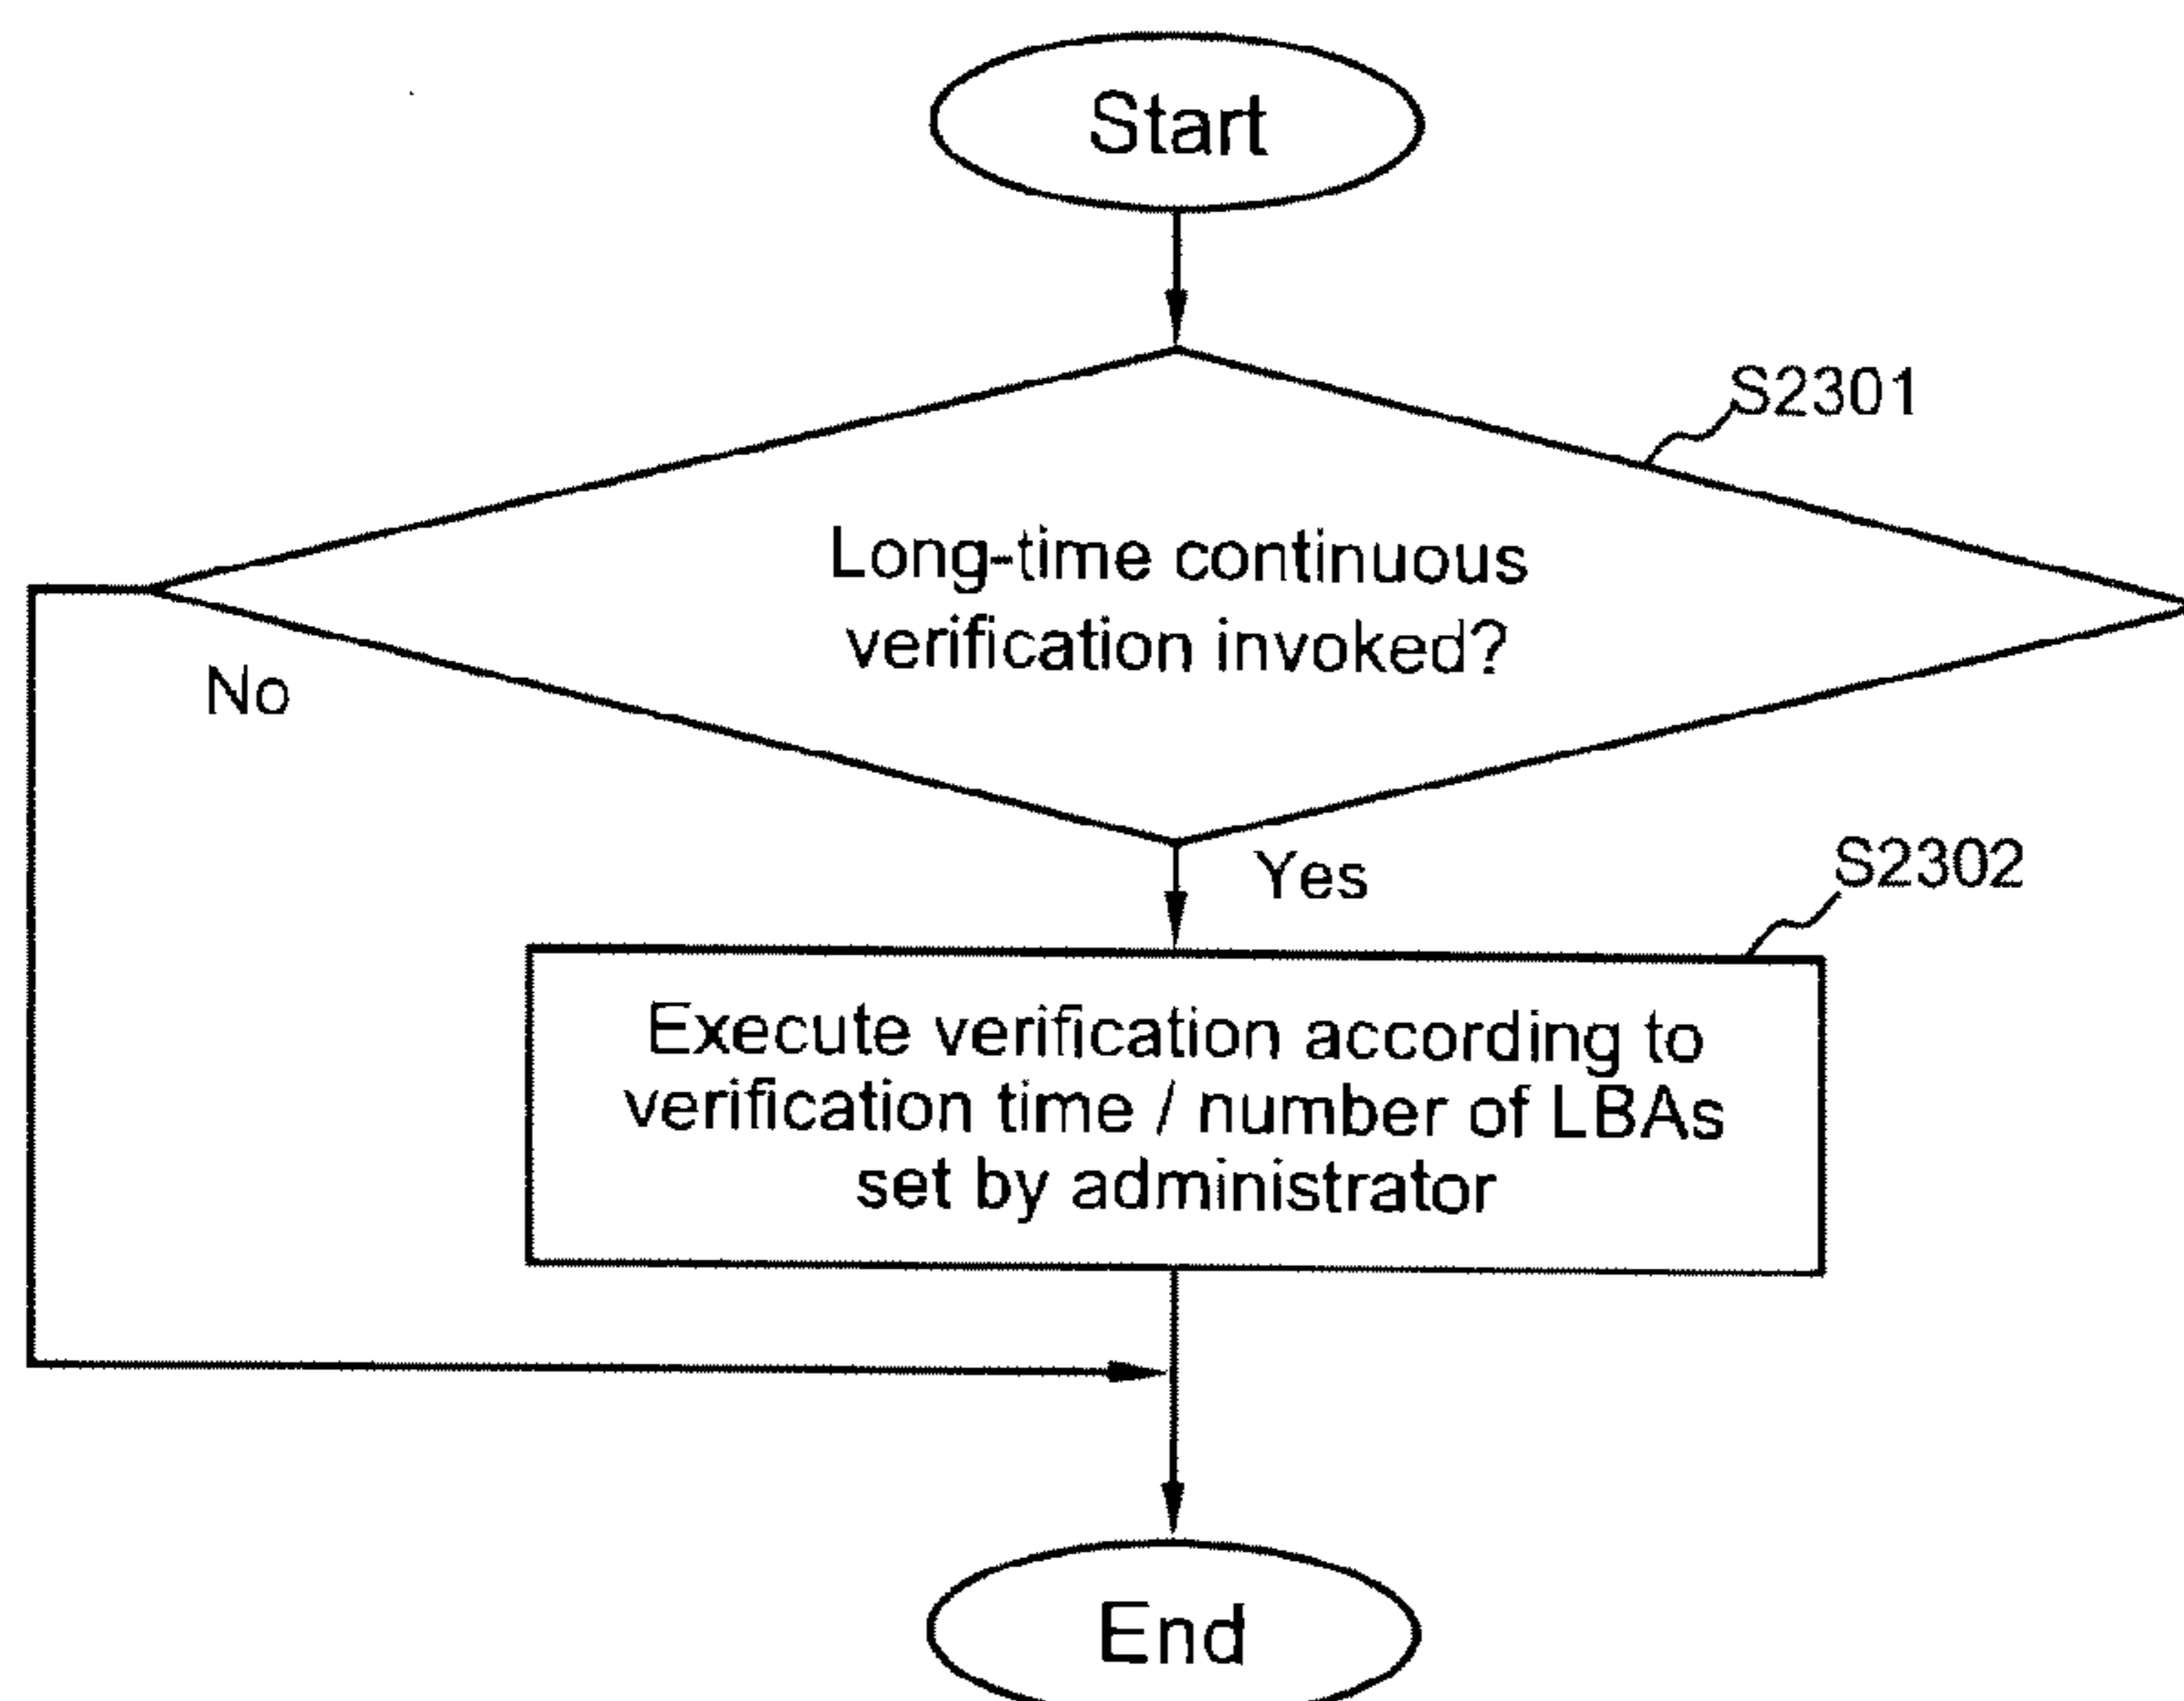 Start
S2301
Long-time continuous
verification invoked?
No
Yes
S2302
Execute verification according to
verification time / number of LBAs
set by administrator
End